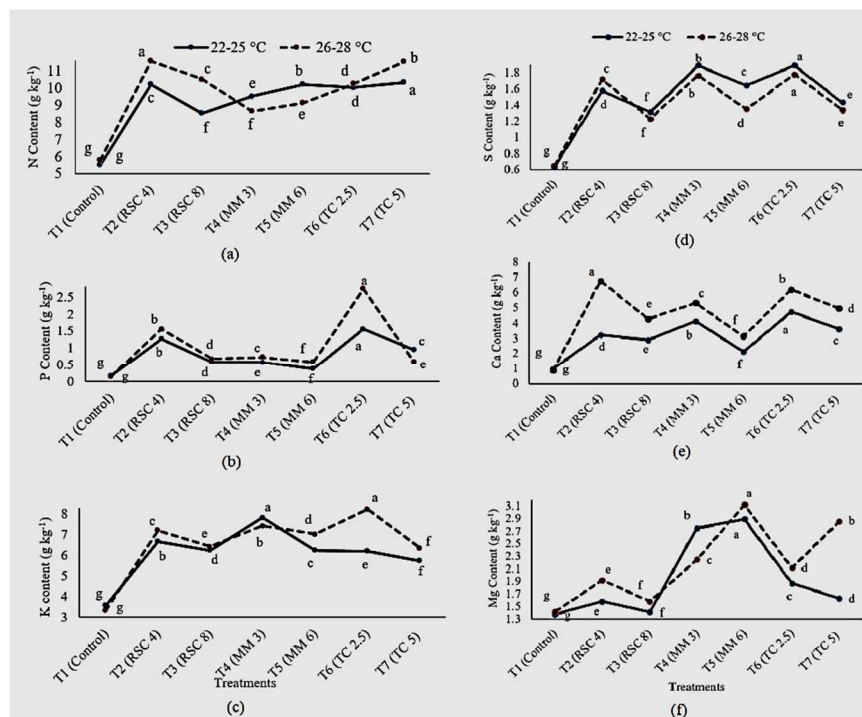 22-25 °C 26-28 °C
N Content (g kg⁻¹)
11
10
9
8
7
6
5
g
g
a
c
c
f
e
f
b
e
d
d
b
a
T1 (Control)
T2 (RSC 4)
T3 (RSC 8)
T4 (MM 3)
T5 (MM 6)
T6 (TC 2.5)
T7 (TC 5)
(a)
22-25 °C 26-28 °C
S Content (g kg⁻¹)
1.8
1.6
1.4
1.2
1
0.8
0.6
g
g
c
d
f
f
b
b
c
e
a
a
e
e
T1 (Control)
T2 (RSC 4)
T3 (RSC 8)
T4 (MM 3)
T5 (MM 6)
T6 (TC 2.5)
T7 (TC 5)
(d)
P Content (g kg⁻¹)
2.5
2
1.5
1
0.5
0
g
g
b
b
d
d
c
e
f
f
a
a
c
e
T1 (Control)
T2 (RSC 4)
T3 (RSC 8)
T4 (MM 3)
T5 (MM 6)
T6 (TC 2.5)
T7 (TC 5)
(b)
Ca Content (g kg⁻¹)
8
7
6
5
4
3
2
1
0
g
g
a
d
e
e
c
b
f
f
b
a
d
c
T1 (Control)
T2 (RSC 4)
T3 (RSC 8)
T4 (MM 3)
T5 (MM 6)
T6 (TC 2.5)
T7 (TC 5)
(e)
K content (g kg⁻¹)
8
7
6
5
4
3
g
g
c
b
e
d
a
b
d
c
a
e
f
f
T1 (Control)
T2 (RSC 4)
T3 (RSC 8)
T4 (MM 3)
T5 (MM 6)
T6 (TC 2.5)
T7 (TC 5)
Treatments
(c)
Mg Content (g kg⁻¹)
3.1
2.9
2.7
2.5
2.3
2.1
1.9
1.7
1.5
1.3
g
g
e
e
f
f
b
c
a
a
d
c
b
d
T1 (Control)
T2 (RSC 4)
T3 (RSC 8)
T4 (MM 3)
T5 (MM 6)
T6 (TC 2.5)
T7 (TC 5)
Treatments
(f)